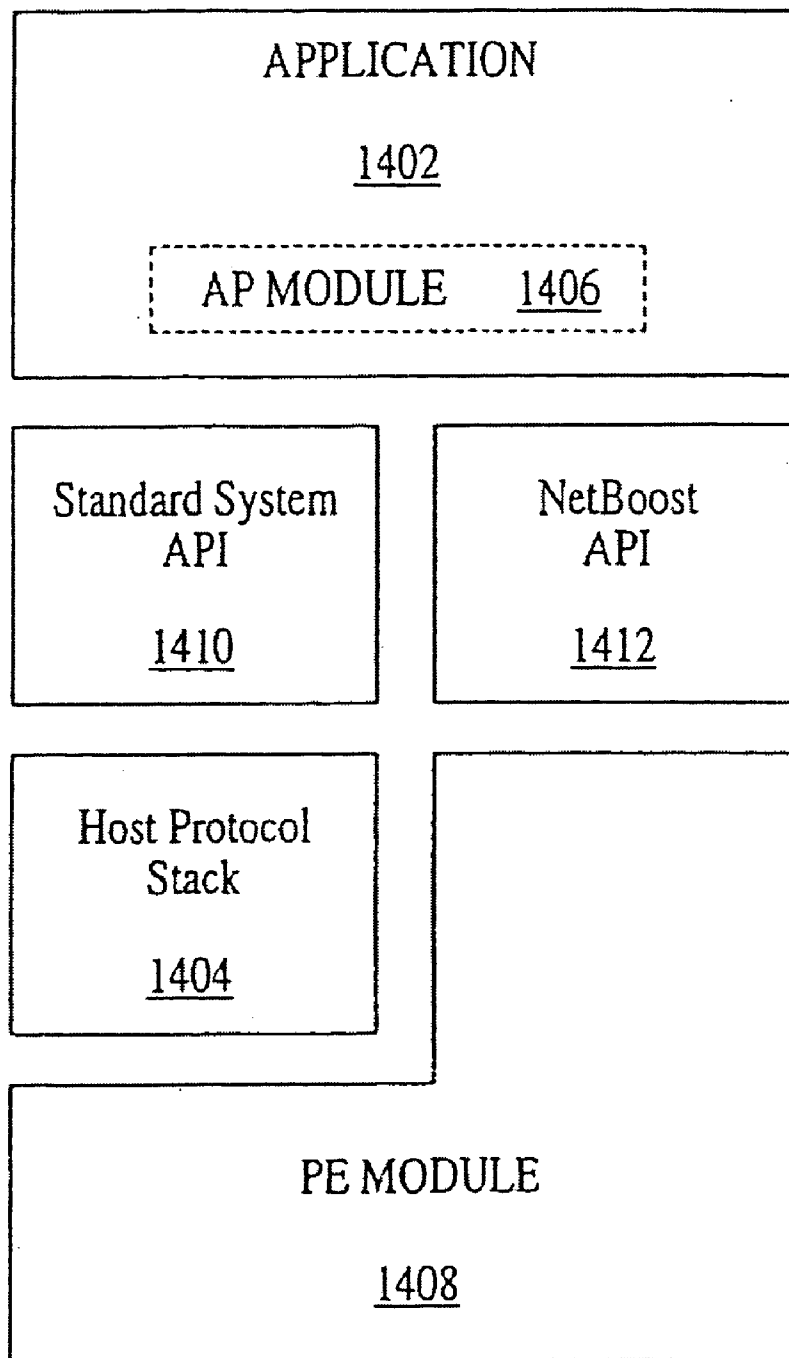 APPLICATION
1402
AP MODULE 1406
Standard System
API
1410
NetBoost
API
1412
Host Protocol
Stack
1404
PE MODULE
1408